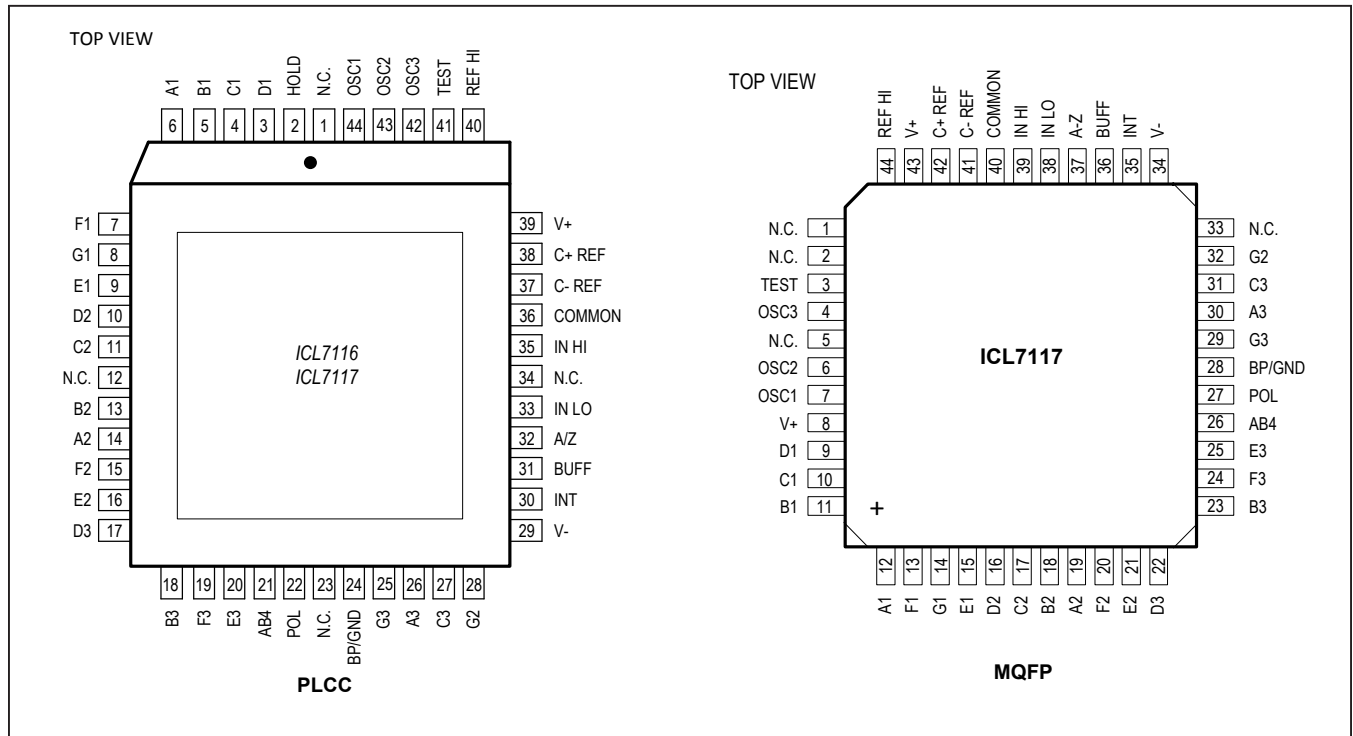 TOP VIEW
A1 B1 C1 D1 HOLD N.C. OSC1 OSC2 OSC3 TEST REF HI
6 5 4 3 2 1 44 43 42 41 40
F1 7
G1 8
E1 9
D2 10
C2 11
N.C. 12
B2 13
A2 14
F2 15
E2 16
D3 17
ICL7116
ICL7117
39 V+
38 C+ REF
37 C- REF
36 COMMON
35 IN HI
34 N.C.
33 IN LO
32 A/Z
31 BUFF
30 INT
29 V-
18 19 20 21 22 23 24 25 26 27 28
B3 F3 E3 AB4 POL N.C. BP/GND G3 A3 C3 G2
PLCC
TOP VIEW
REF HI V+ C+ REF C- REF COMMON IN HI IN LO A-Z BUFF INT V-
44 43 42 41 40 39 38 37 36 35 34
N.C. 1
N.C. 2
TEST 3
OSC3 4
N.C. 5
OSC2 6
OSC1 7
V+ 8
D1 9
C1 10
B1 11
ICL7117
+
33 N.C.
32 G2
31 C3
30 A3
29 G3
28 BP/GND
27 POL
26 AB4
25 E3
24 F3
23 B3
12 13 14 15 16 17 18 19 20 21 22
A1 F1 G1 E1 D2 C2 B2 A2 F2 E2 D3
MQFP